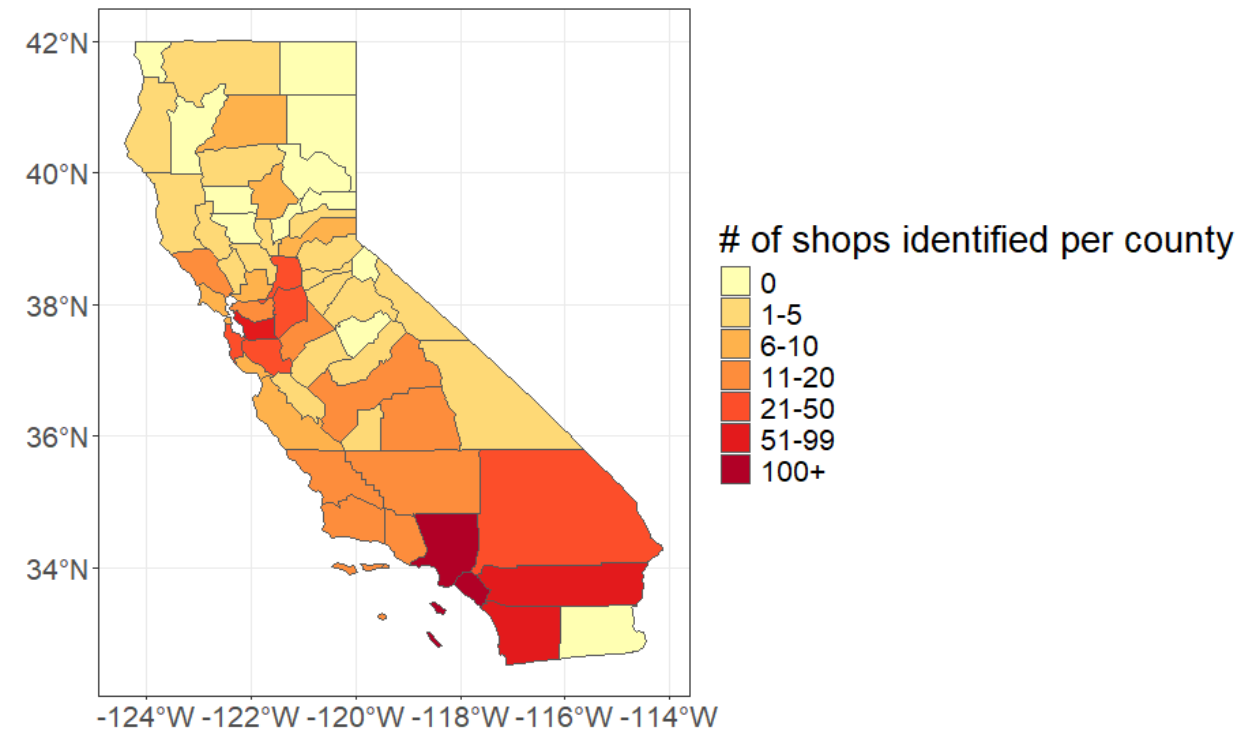 42°N
40°N
38°N
36°N
34°N
-124°W -122°W -120°W -118°W -116°W -114°W
# of shops identified per county
0
1-5
6-10
11-20
21-50
51-99
100+